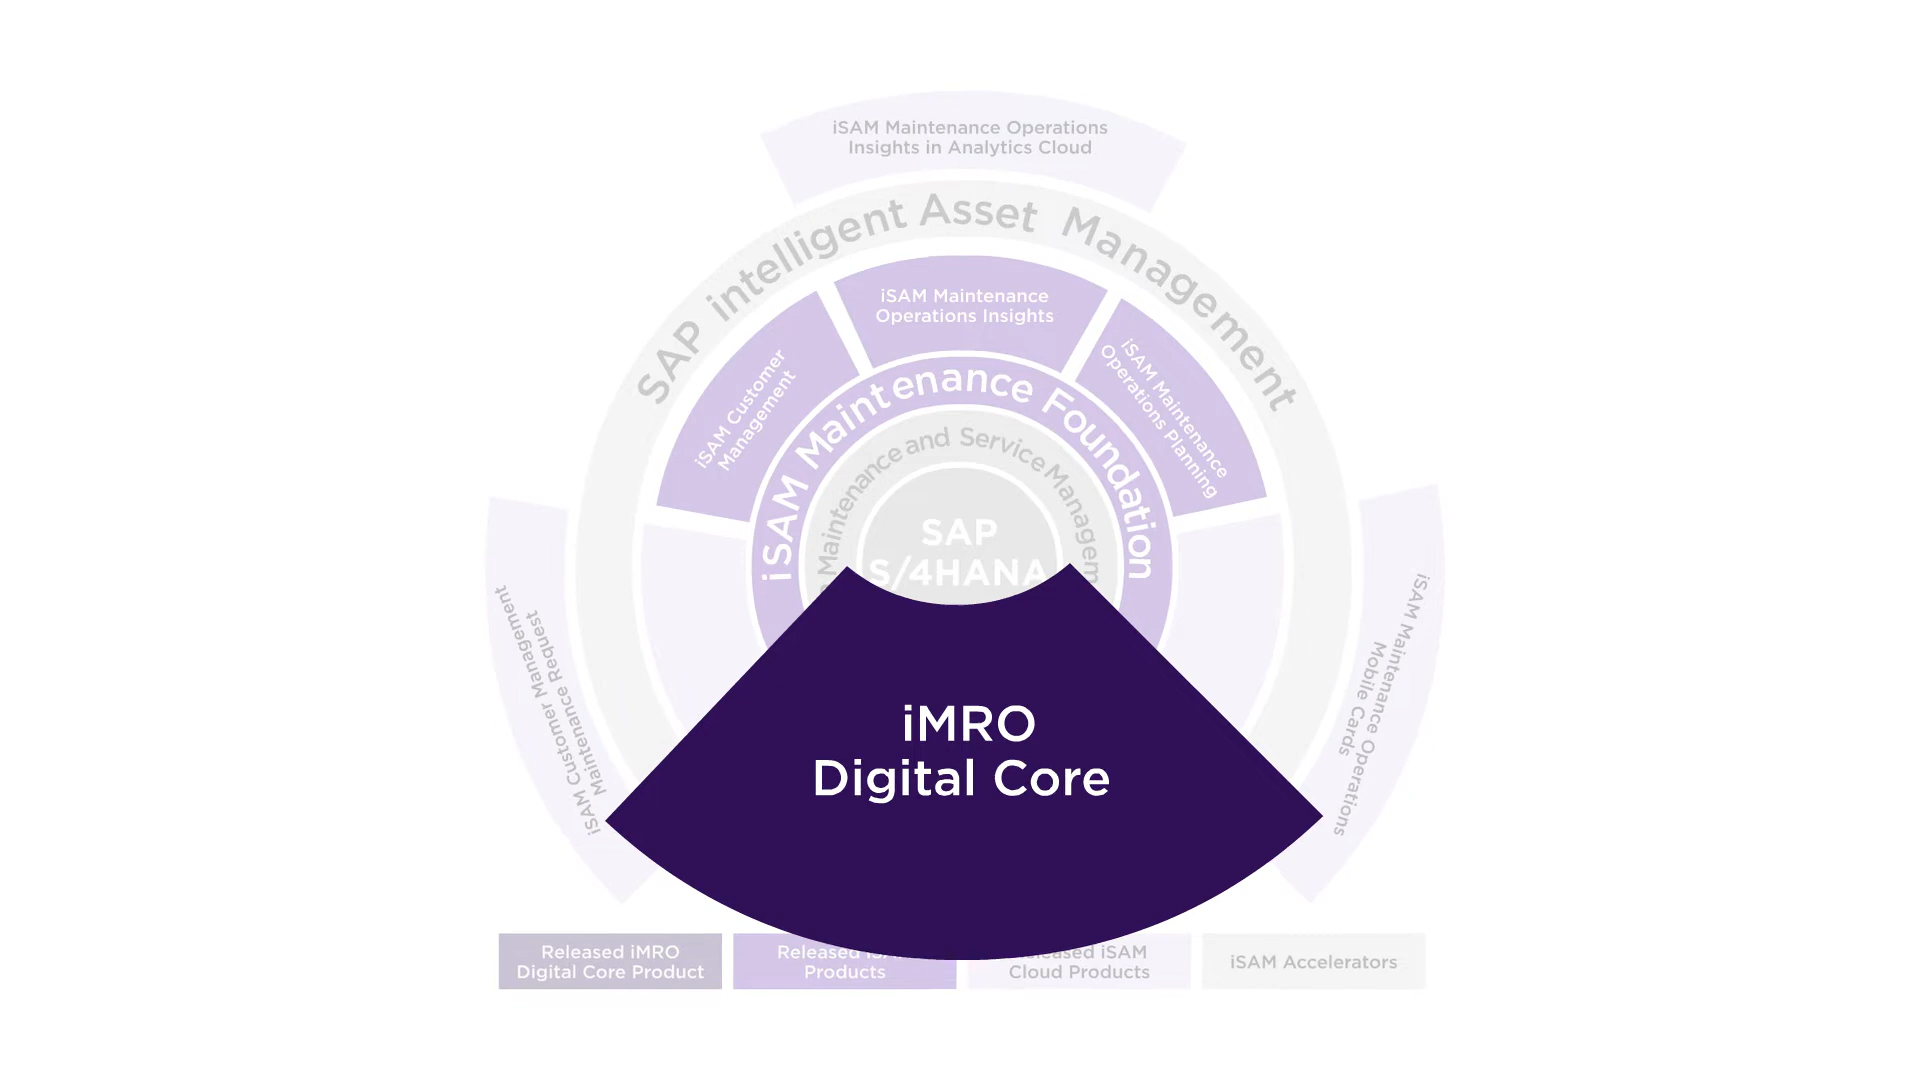 iSAM Maintenance Operations
Insights in Analytics Cloud
SAP intelligent Asset Management
iSAM Maintenance
Operations Insights
iSAM Customer
Management
iSAM Maintenance
Operations Planning
iSAM Maintenance Foundation
Maintenance and Service
SAP
S/4HANA
iSAM Customer Management
Maintenance Request
iSAM Maintenance Operations
Mobile Cards
iMRO
Digital Core
Released iMRO
Digital Core Product
Released
Products
iSAM
Cloud Products
iSAM Accelerators